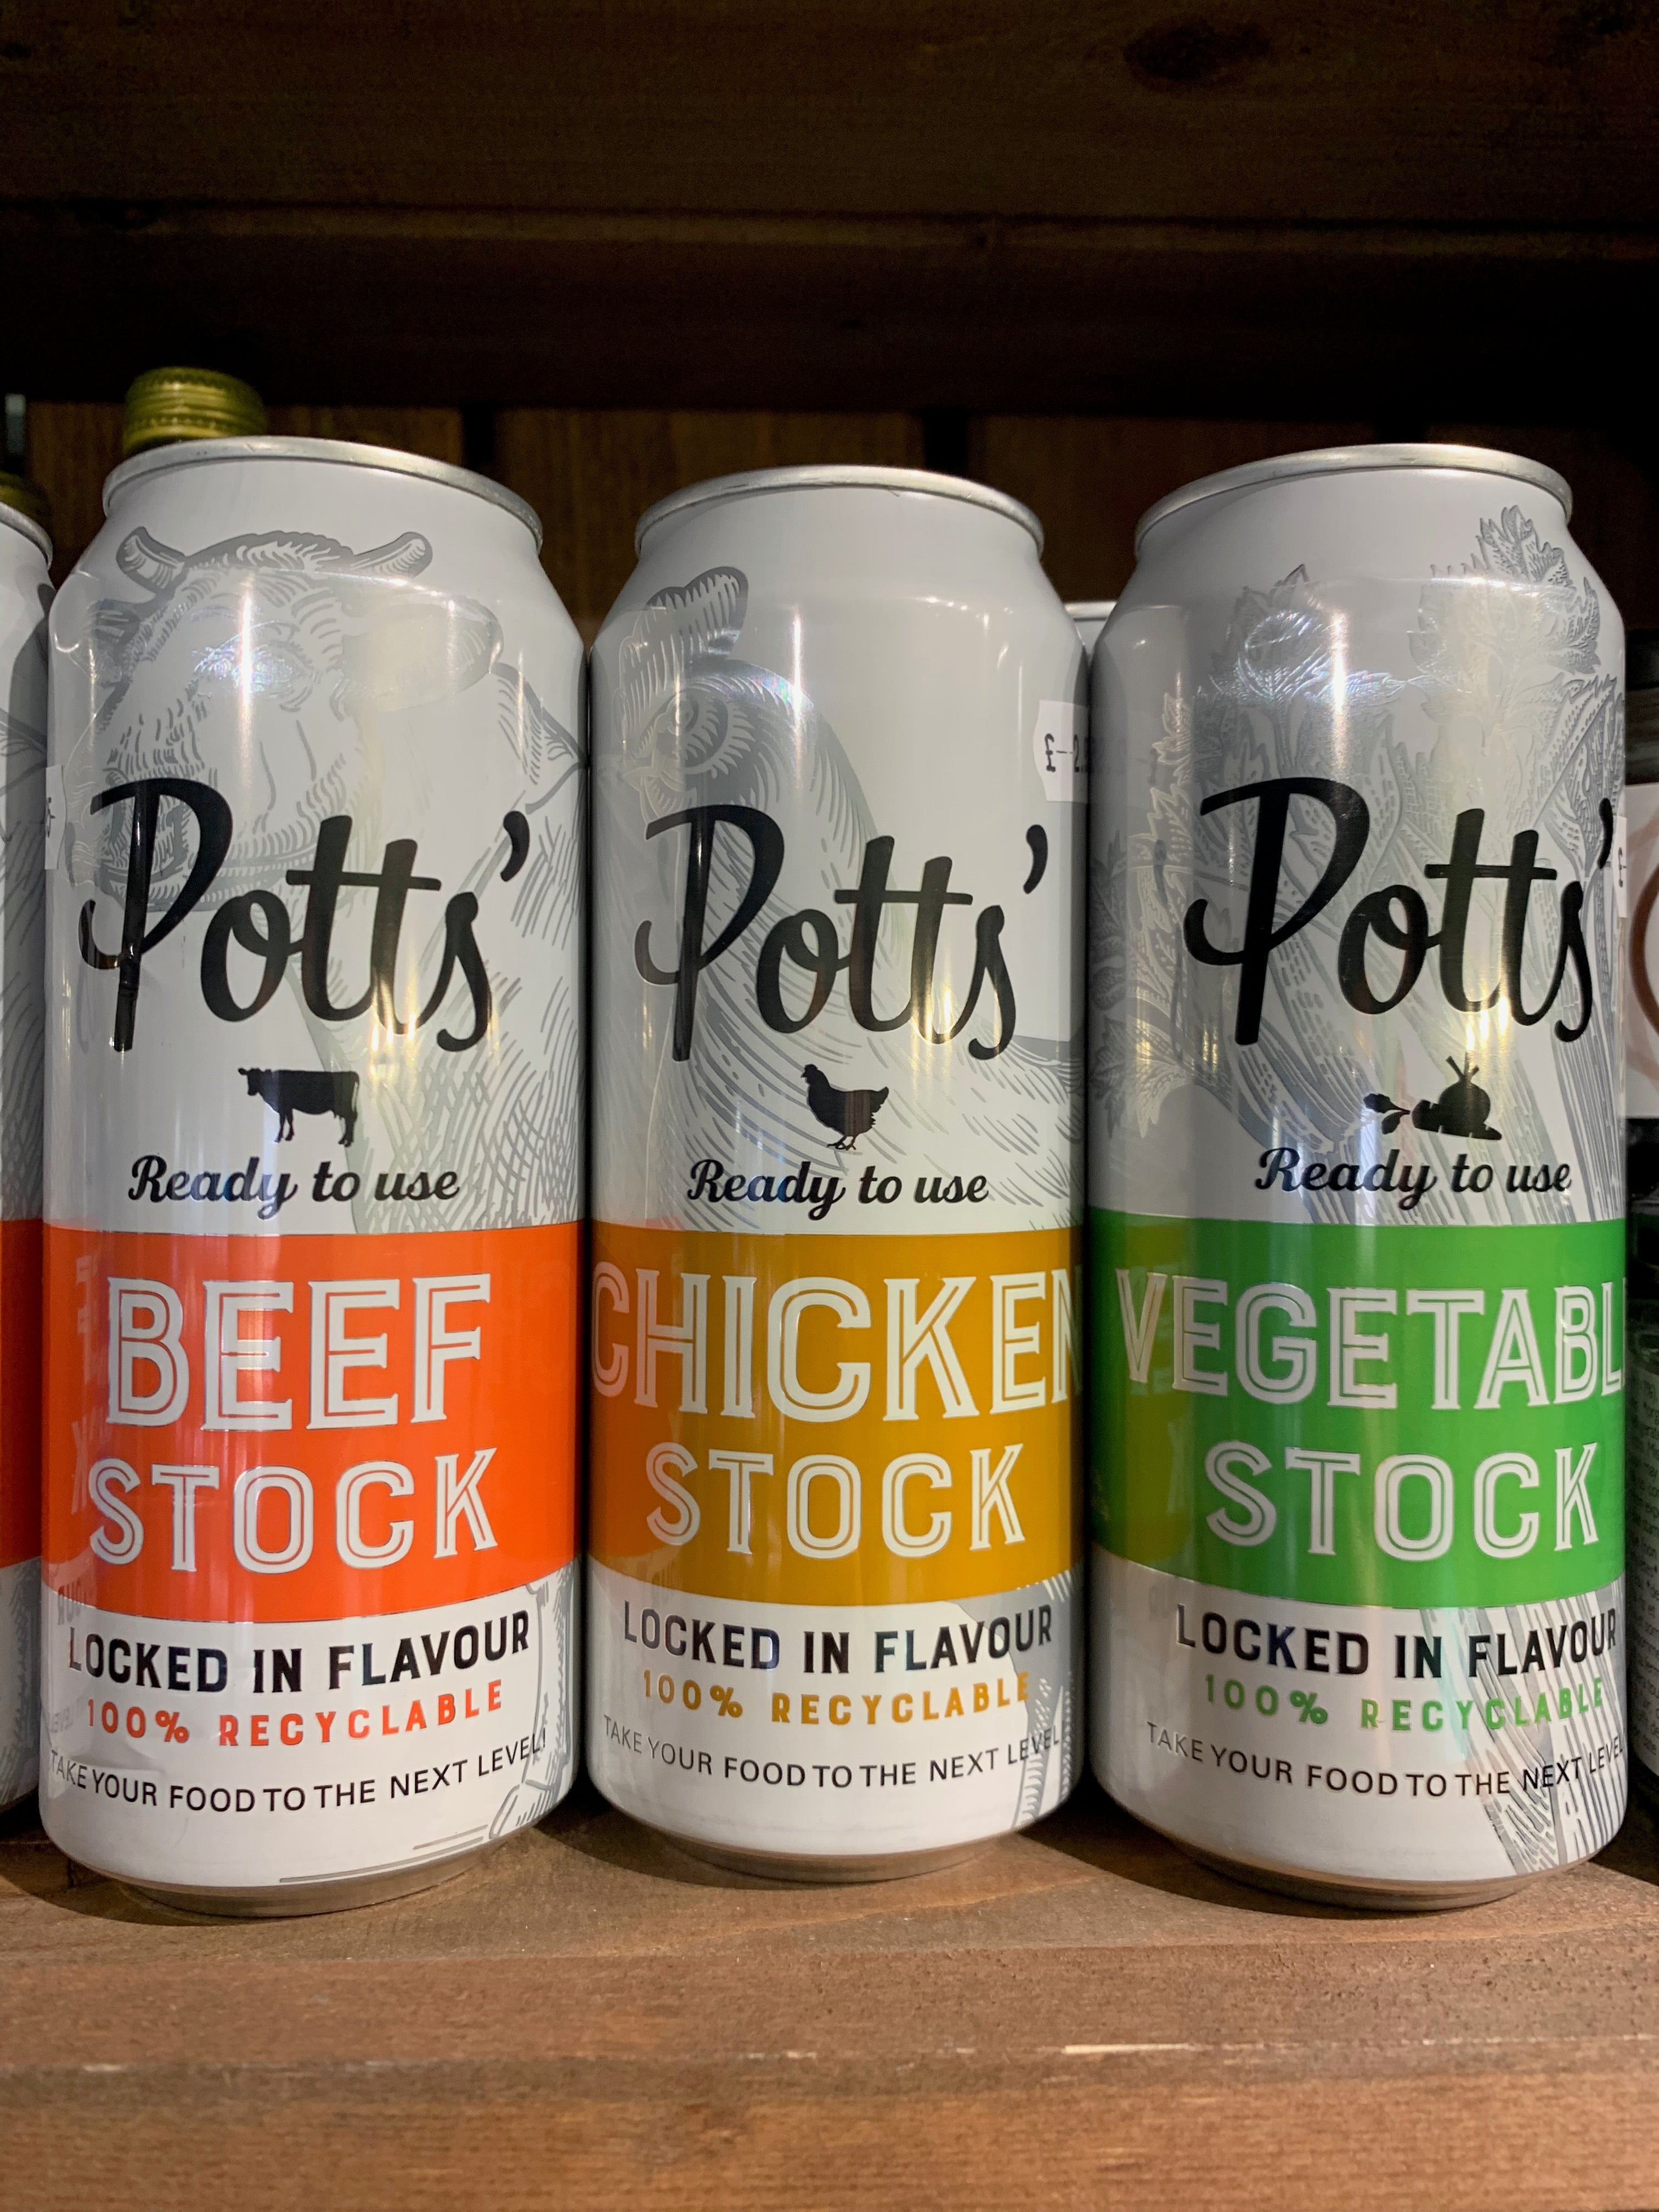 Potts'
Ready to use
BEEF
STOCK
LOCKED IN FLAVOUR
100% RECYCLABLE
TAKE YOUR FOOD TO THE NEXT LEVEL!
Potts'
Ready to use
CHICKEN
STOCK
LOCKED IN FLAVOUR
100% RECYCLABLE
TAKE YOUR FOOD TO THE NEXT LEVEL
Potts'
Ready to use
VEGETABL
STOCK
LOCKED IN FLAVOUR
100% RECYCLABLE
TAKE YOUR FOOD TO THE NEXT LEVEL